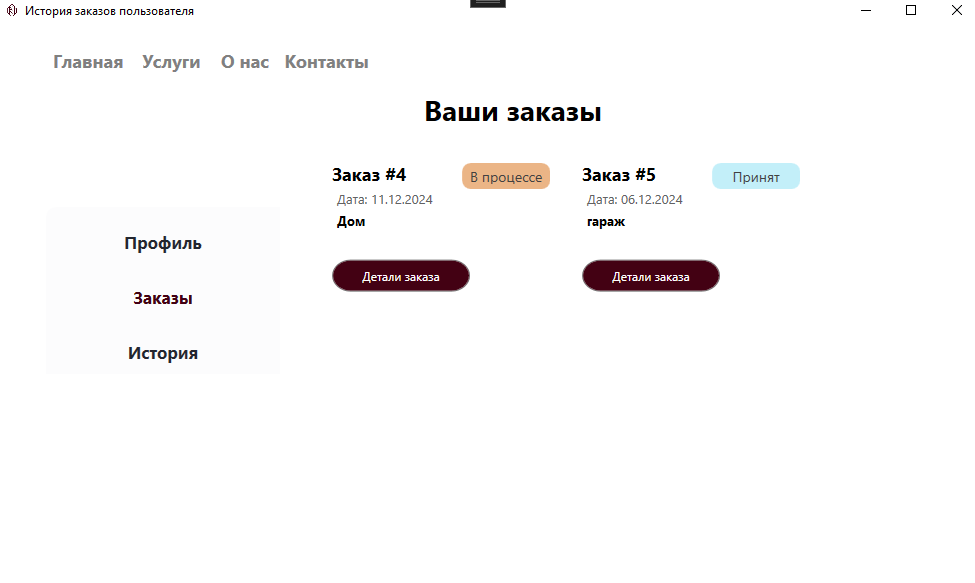 История заказов пользователя
Главная Услуги О нас Контакты
Ваши заказы
Заказ #4 В процессе
Дата: 11.12.2024
Дом
Детали заказа
Заказ #5 Принят
Дата: 06.12.2024
гараж
Детали заказа
Профиль
Заказы
История